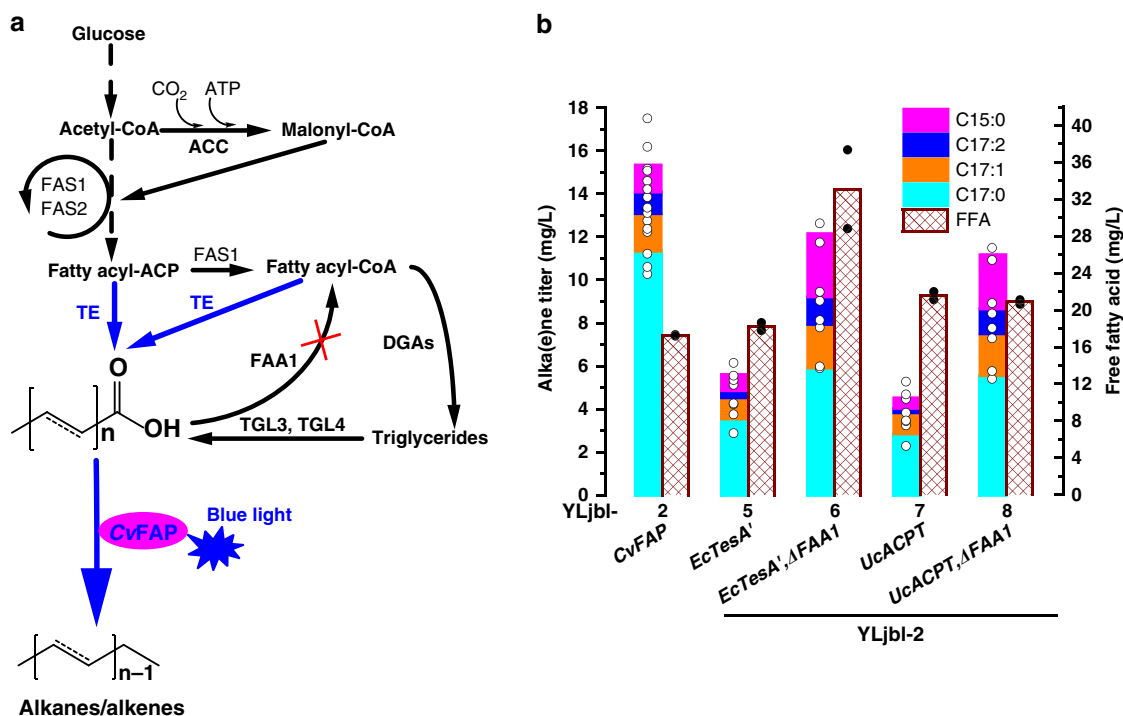 a
Glucose
CO2 ATP
Acetyl-CoA
ACC
Malonyl-CoA
FAS1
FAS2
Fatty acyl-ACP
FAS1
Fatty acyl-CoA
TE
TE
FAA1
DGAs
O
OH
n
TGL3, TGL4
Triglycerides
CvFAP
Blue light
n–1
Alkanes/alkenes
b
Alka(e)ne titer (mg/L)
18
16
14
12
10
8
6
4
2
0
C15:0
C17:2
C17:1
C17:0
FFA
40
36
32
28
24
20
16
12
8
4
0
Free fatty acid (mg/L)
YLjbl- 2 5 6 7 8
CvFAP
EcTesA'
EcTesA',ΔFAA1
UcACPT
UcACPT,ΔFAA1
YLjbl-2